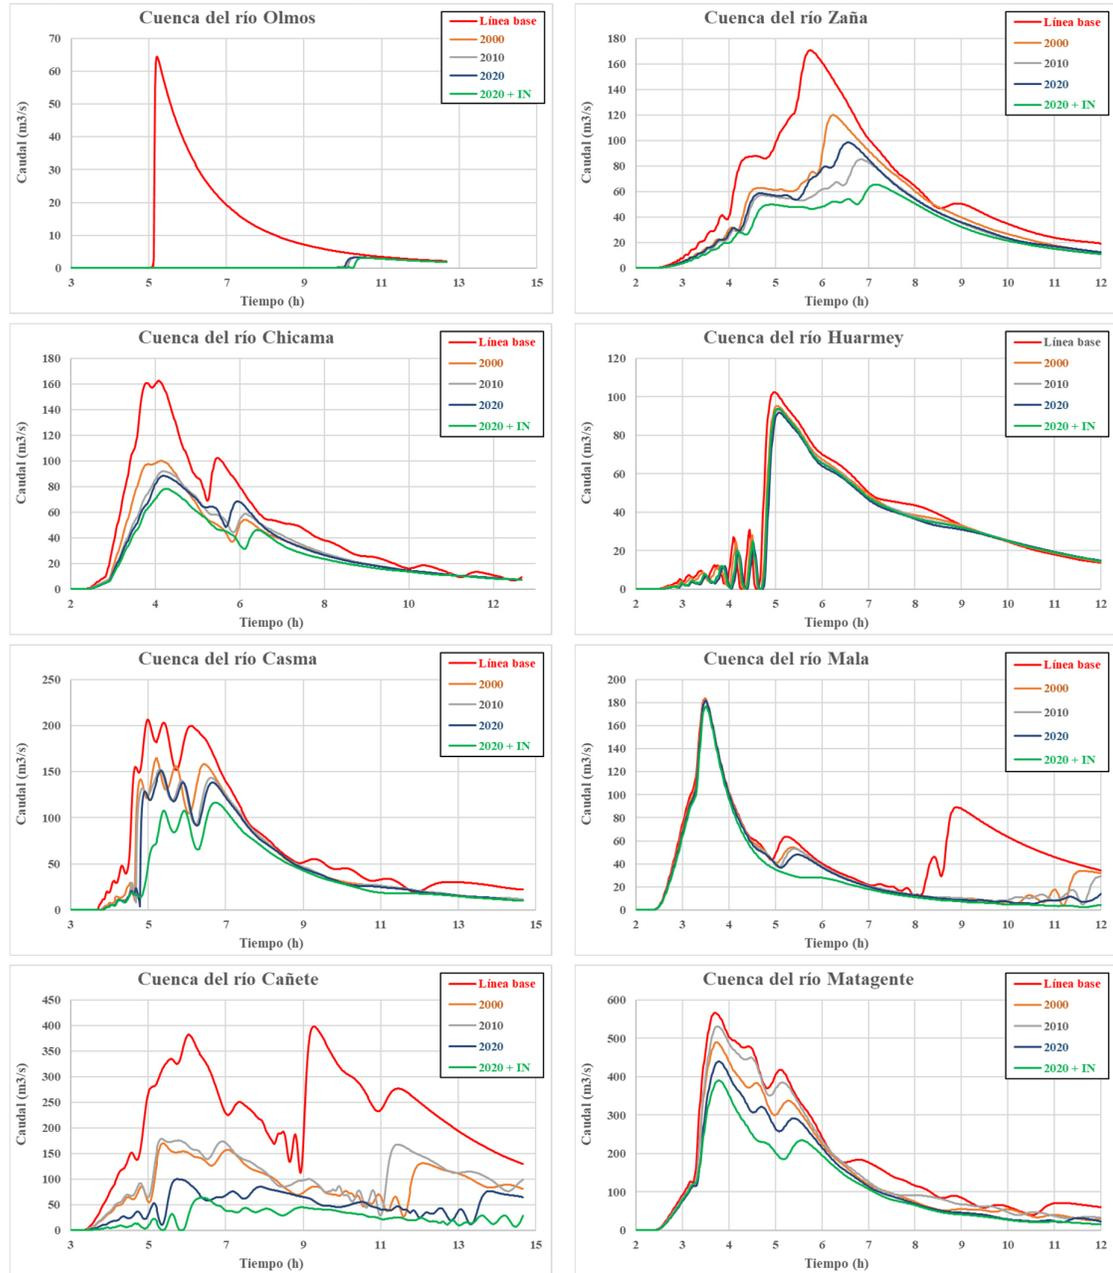 Cuenca del río Olmos
Línea base
2000
2010
2020
2020 + IN
Caudal (m3/s)
70
60
50
40
30
20
10
0
3 5 7 9 11 13 15
Tiempo (h)
Cuenca del río Zaña
Línea base
2000
2010
2020
2020 + IN
Caudal (m3/s)
180
160
140
120
100
80
60
40
20
0
2 3 4 5 6 7 8 9 10 11 12
Tiempo (h)
Cuenca del río Chicama
Línea base
2000
2010
2020
2020 + IN
Caudal (m3/s)
180
160
140
120
100
80
60
40
20
0
2 4 6 8 10 12
Tiempo (h)
Cuenca del río Huarmey
Línea base
2000
2010
2020
2020 + IN
Caudal (m3/s)
120
100
80
60
40
20
0
2 3 4 5 6 7 8 9 10 11 12
Tiempo (h)
Cuenca del río Casma
Línea base
2000
2010
2020
2020 + IN
Caudal (m3/s)
250
200
150
100
50
0
3 5 7 9 11 13 15
Tiempo (h)
Cuenca del río Mala
Línea base
2000
2010
2020
2020 + IN
Caudal (m3/s)
200
180
160
140
120
100
80
60
40
20
0
2 3 4 5 6 7 8 9 10 11 12
Tiempo (h)
Cuenca del río Cañete
Línea base
2000
2010
2020
2020 + IN
Caudal (m3/s)
450
400
350
300
250
200
150
100
50
0
3 5 7 9 11 13 15
Tiempo (h)
Cuenca del río Matagente
Línea base
2000
2010
2020
2020 + IN
Caudal (m3/s)
600
500
400
300
200
100
0
2 3 4 5 6 7 8 9 10 11 12
Tiempo (h)